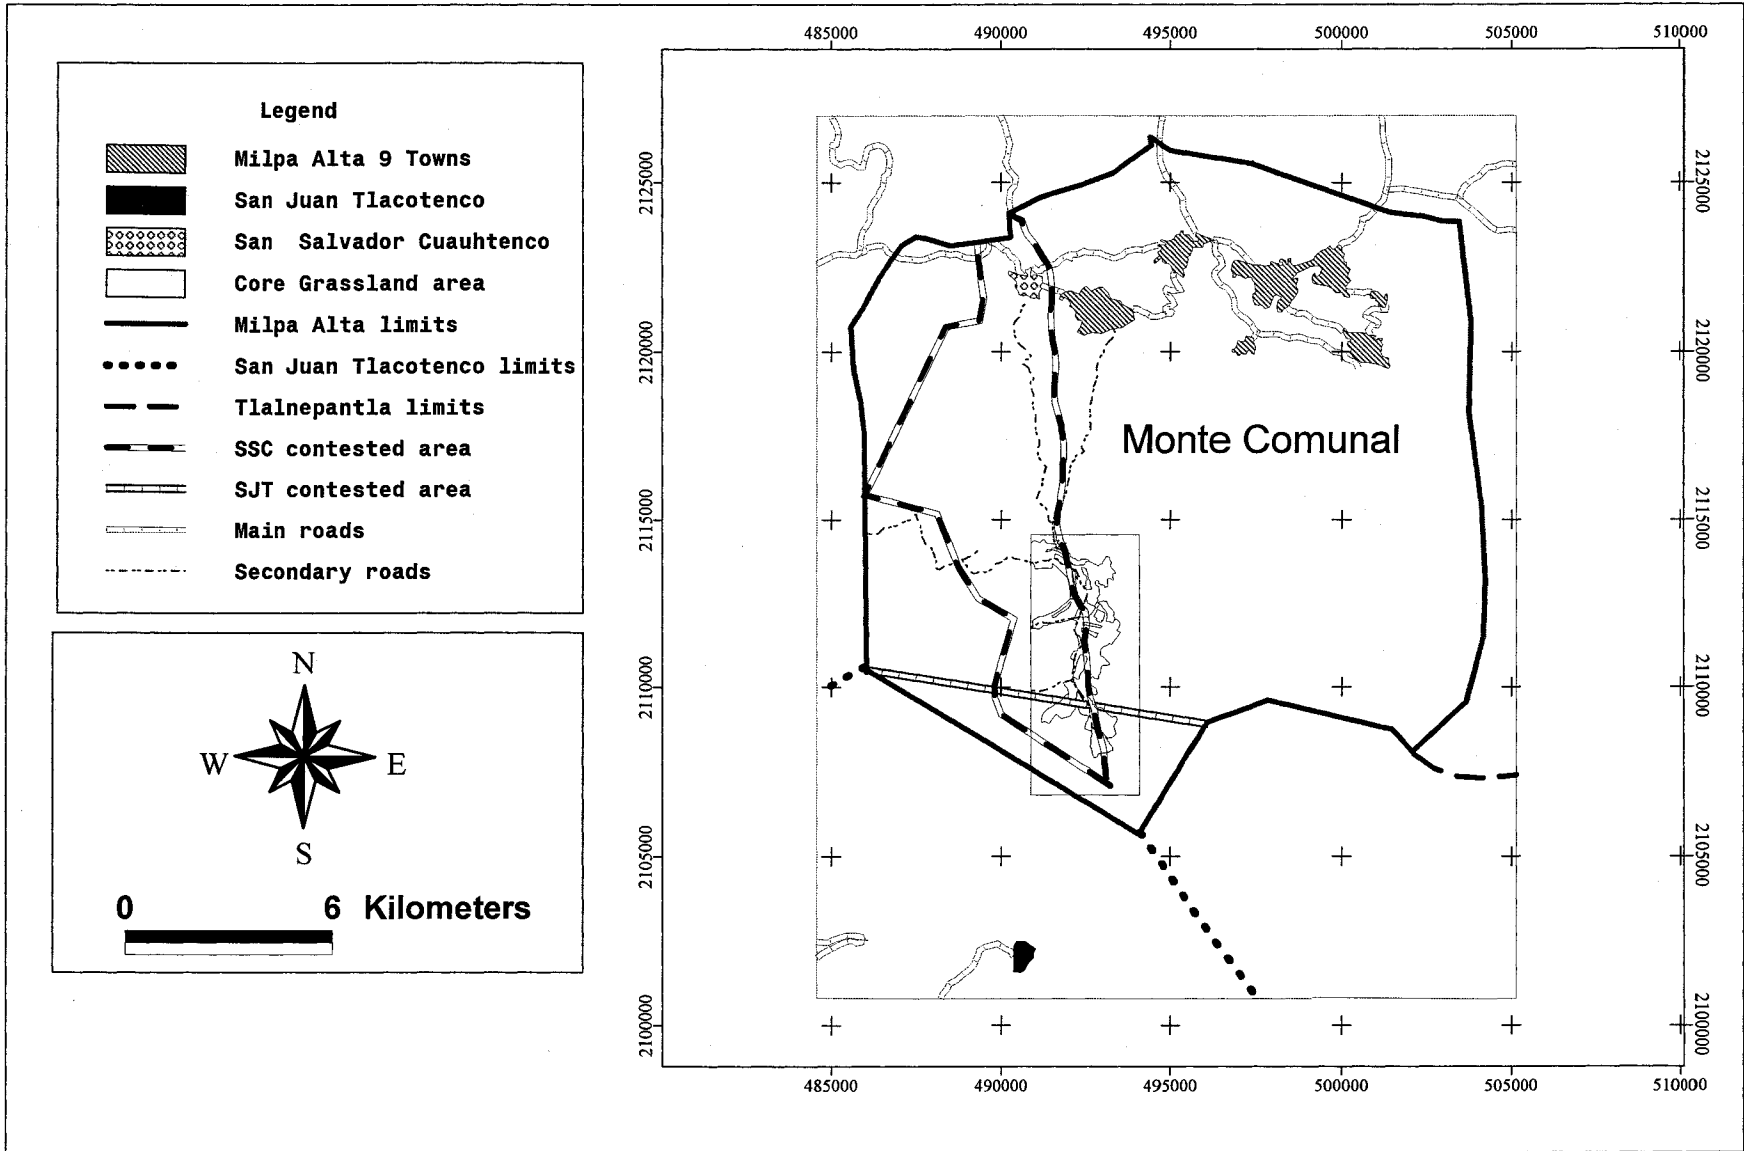 Legend
Milpa Alta 9 Towns
San Juan Tlacotenco
San Salvador Cuauhtenco
Core Grassland area
Milpa Alta limits
San Juan Tlacotenco limits
Tlalnepantla limits
SSC contested area
SJT contested area
Main roads
Secondary roads
N
W E
S
0 6 Kilometers
485000 490000 495000 500000 505000 510000
2125000 2125000
2120000 2120000
Monte Comunal
2115000 2115000
2110000 2110000
2105000 2105000
2100000 2100000
485000 490000 495000 500000 505000 510000